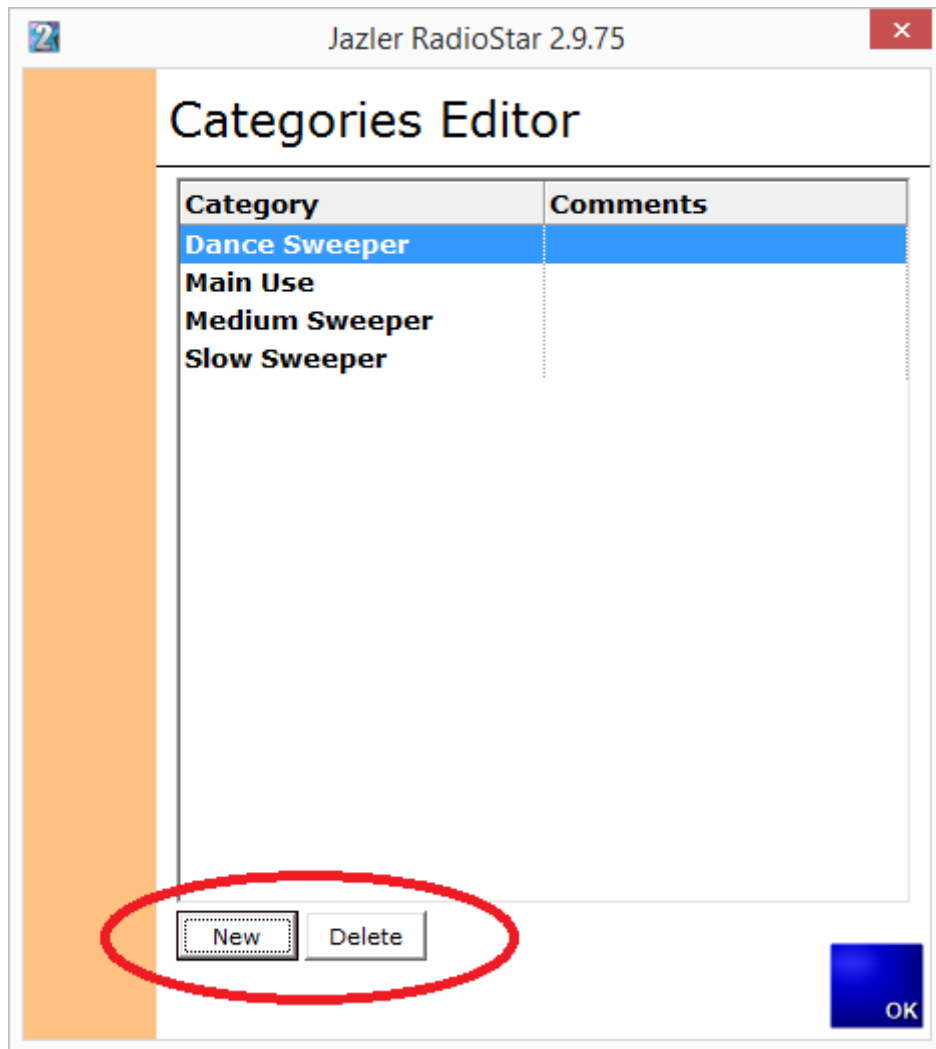 2
Jazler RadioStar 2.9.75
Categories Editor
Category Comments
Dance Sweeper
Main Use
Medium Sweeper
Slow Sweeper
New Delete
OK